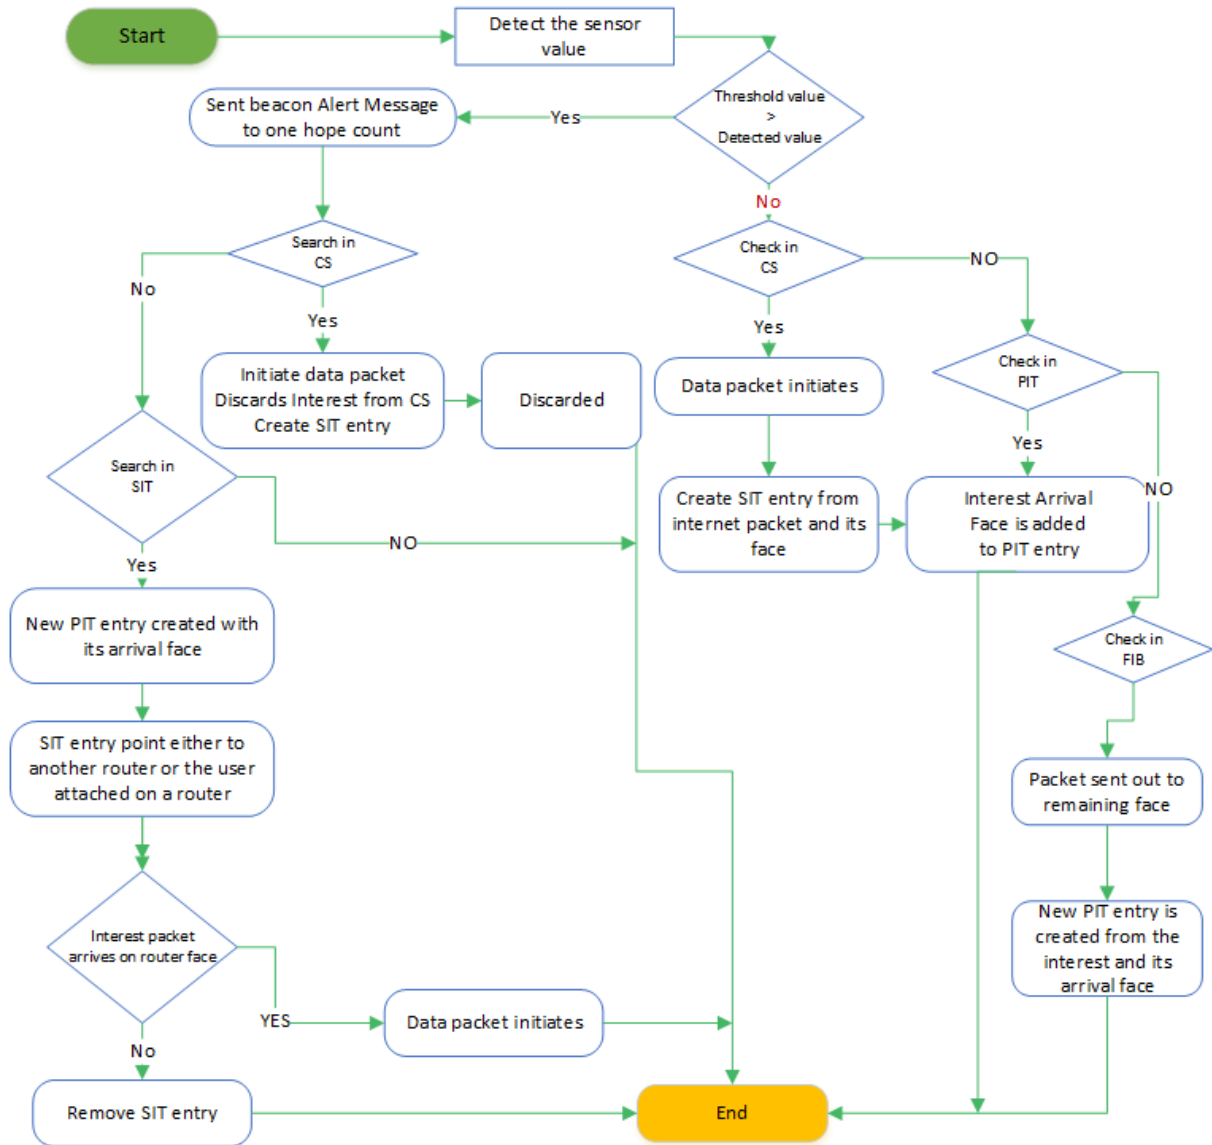 Start
Detect the sensor
value
Threshold value
>
Detected value
Yes
Sent beacon Alert Message
to one hope count
No
Search in
CS
Check in
CS
NO
No
Yes
Yes
Check in
PIT
Initiate data packet
Discards Interest from CS
Create SIT entry
Discarded
Data packet initiates
Yes
Search in
SIT
NO
Create SIT entry from
internet packet and its
face
Interest Arrival
Face is added
to PIT entry
NO
Yes
New PIT entry created with
its arrival face
Check in
FIB
SIT entry point either to
another router or the user
attached on a router
Packet sent out to
remaining face
Interest packet
arrives on router face
New PIT entry is
created from the
interest and its
arrival face
YES
Data packet initiates
No
Remove SIT entry
End